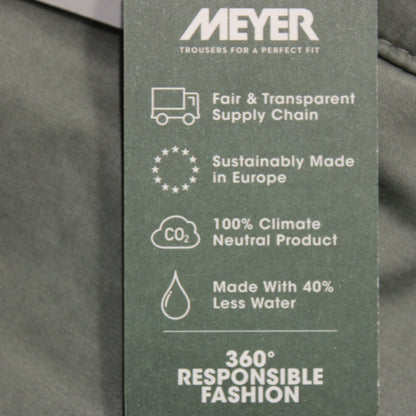 MEYER
TROUSERS FOR A PERFECT FIT
Fair & Transparent
Supply Chain
Sustainably Made
in Europe
CO₂
100% Climate
Neutral Product
Made With 40%
Less Water
360°
RESPONSIBLE
FASHION